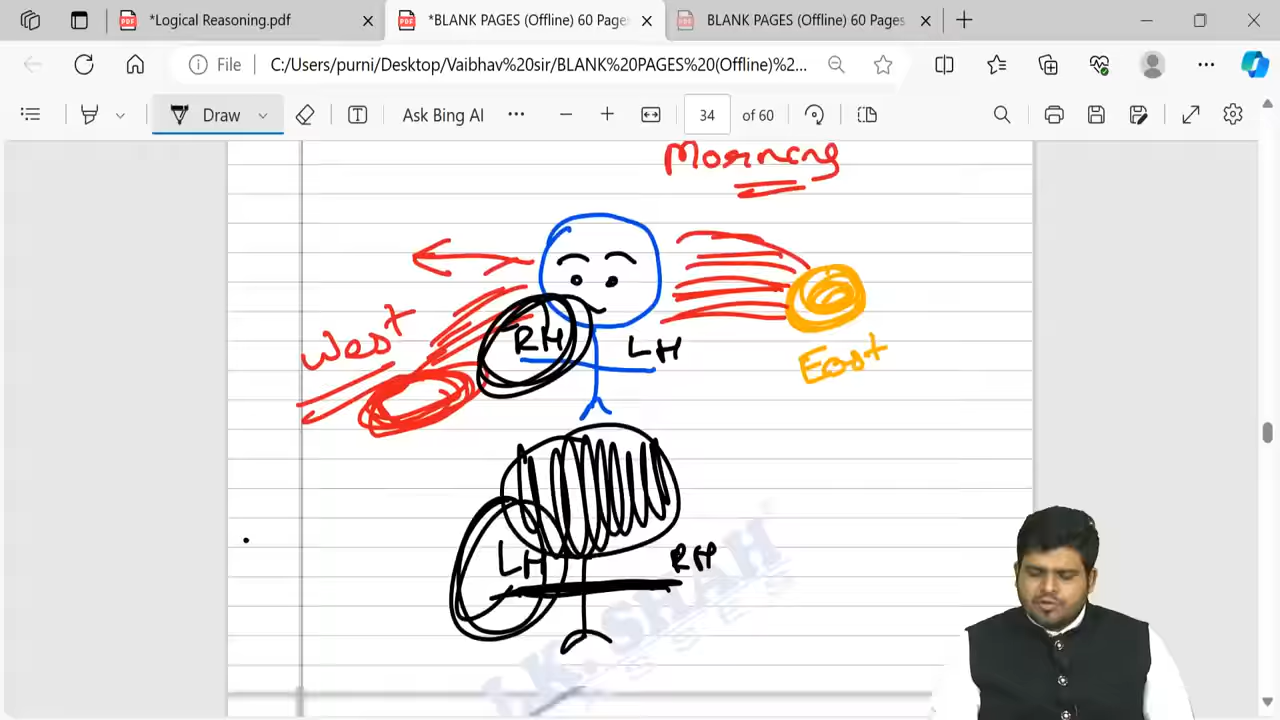 *Logical Reasoning.pdf
*BLANK PAGES (Offline) 60 Page
BLANK PAGES (Offline) 60 Pages
File
C:/Users/purni/Desktop/Vaibhav%20sir/BLANK%20PAGES%20(Offline)%2...
Draw
Ask Bing AI
34
of 60
Morning
West
RH
LH
East
LH
RH
J.K. SHAH